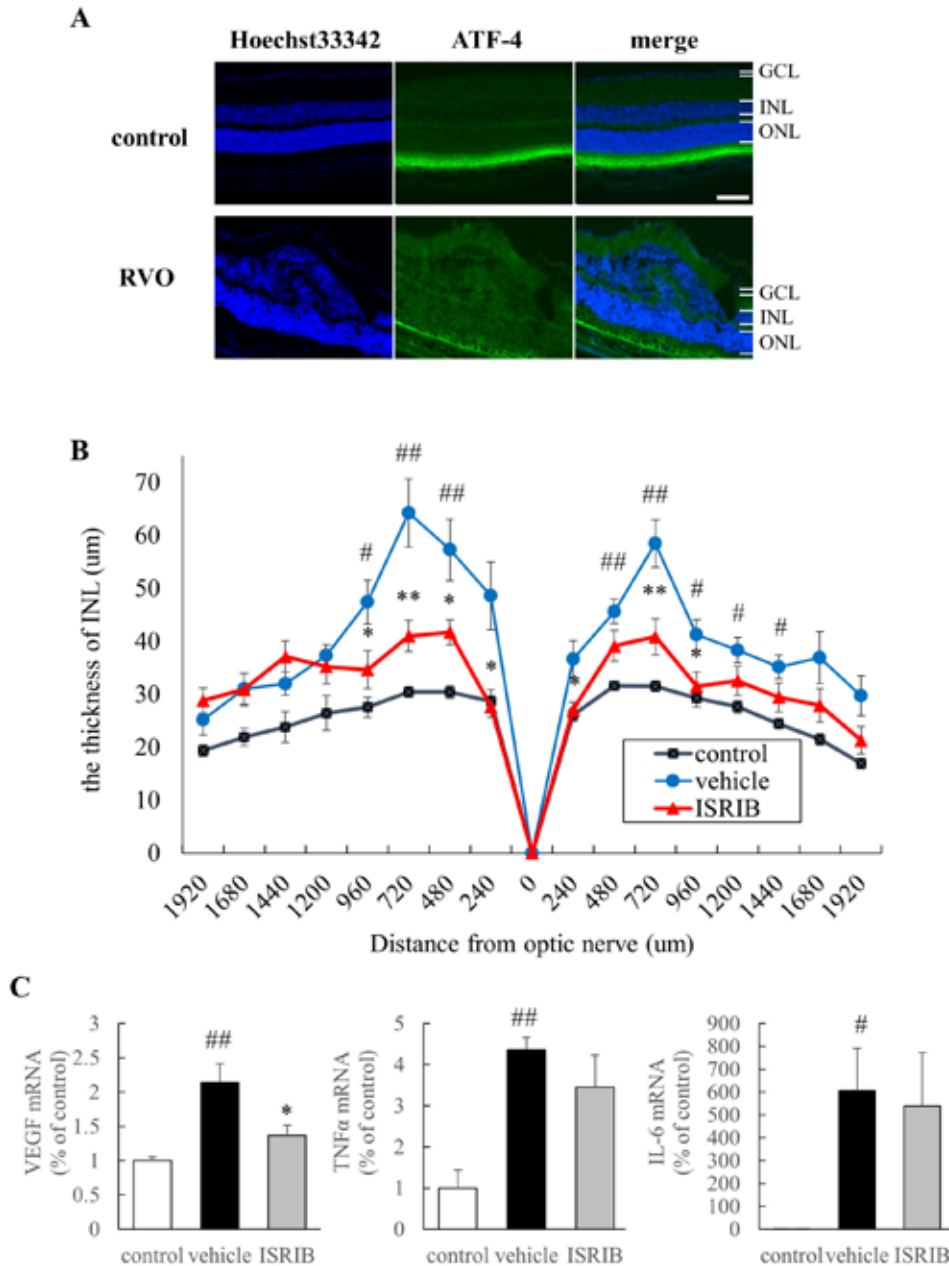 A
Hoechst33342 ATF-4 merge
control
GCL
INL
ONL
RVO
GCL
INL
ONL
B
the thickness of INL (um)
70
60
50
40
30
20
10
0
## ## # ** * * * ## ## ** # * # # *
control
vehicle
ISRIB
1920 1680 1440 1200 960 720 480 240 0 240 480 720 960 1200 1440 1680 1920
Distance from optic nerve (um)
C
VEGF mRNA
(% of control)
3
2.5
2
1.5
1
0.5
0
##
*
control vehicle ISRIB
TNFα mRNA
(% of control)
5
4
3
2
1
0
##
control vehicle ISRIB
IL-6 mRNA
(% of control)
900
800
700
600
500
400
300
200
100
0
#
control vehicle ISRIB